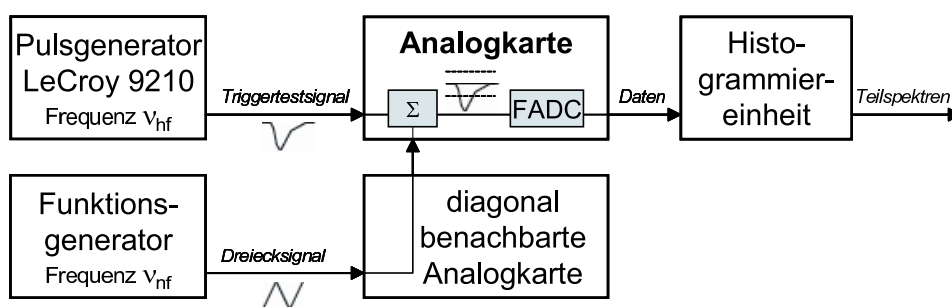 Pulsgenerator
LeCroy 9210
Frequenz νhf
Triggertestsignal
Analogkarte
Σ
FADC
Daten
Histo-
grammier-
einheit
Teilspektren
Funktions-
generator
Frequenz νnf
Dreiecksignal
diagonal
benachbarte
Analogkarte